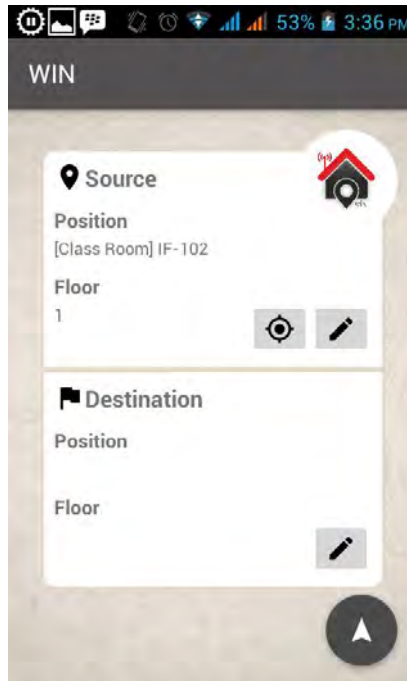 53% 3:36 PM
WIN
Source
Position
[Class Room] IF-102
Floor
1
Destination
Position
Floor